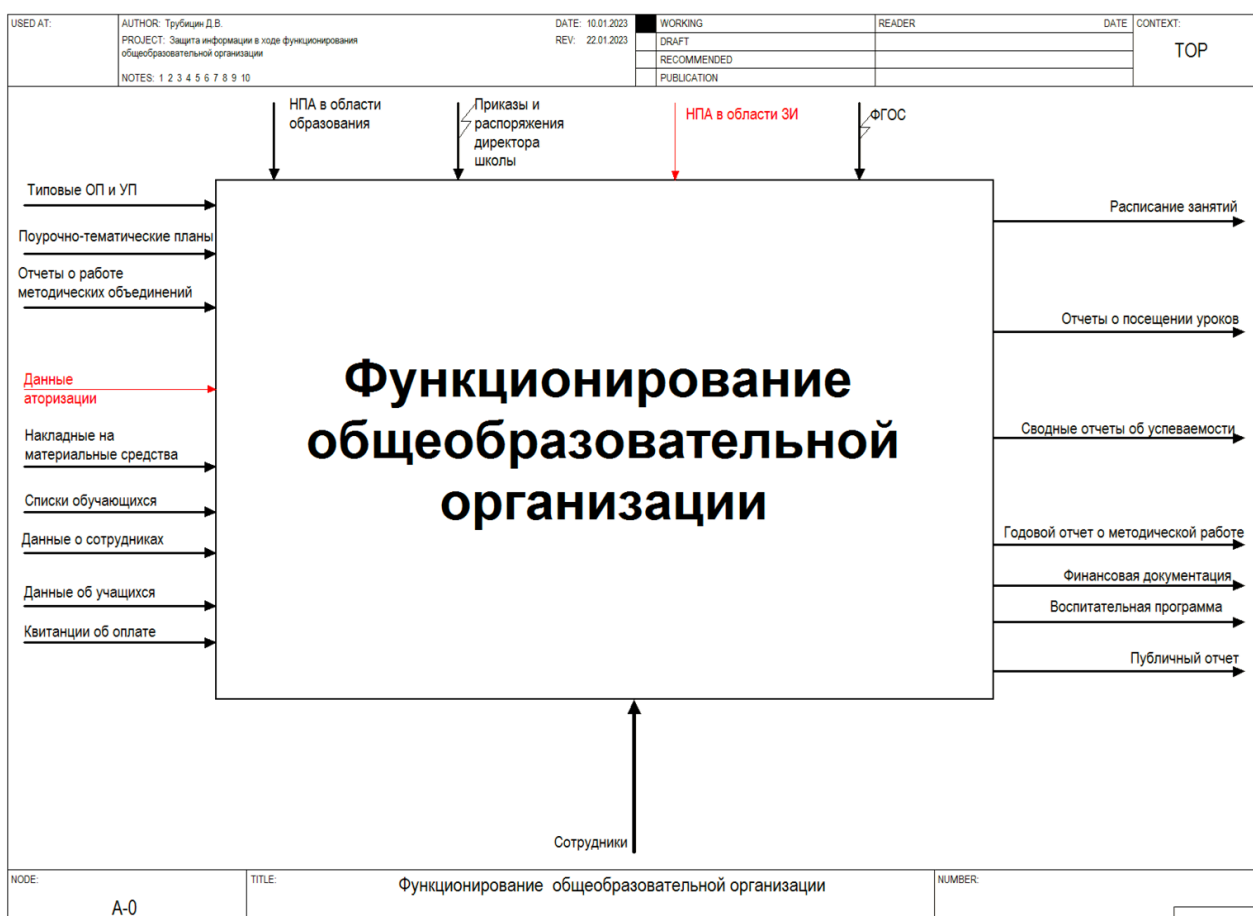 USED AT:
AUTHOR: Трубицин Д.В.
DATE: 10.01.2023
PROJECT: Защита информации в ходе функционирования
общеобразовательной организации
REV: 22.01.2023
NOTES: 1 2 3 4 5 6 7 8 9 10
WORKING
DRAFT
RECOMMENDED
PUBLICATION
READER
DATE
CONTEXT:
TOP
НПА в области
образования
Приказы и
распоряжения
директора
школы
НПА в области ЗИ
ФГОС
Типовые ОП и УП
Поурочно-тематические планы
Отчеты о работе
методических объединений
Данные
аторизации
Накладные на
материальные средства
Списки обучающихся
Данные о сотрудниках
Данные об учащихся
Квитанции об оплате
Функционирование
общеобразовательной
организации
Расписание занятий
Отчеты о посещении уроков
Сводные отчеты об успеваемости
Годовой отчет о методической работе
Финансовая документация
Воспитательная программа
Публичный отчет
Сотрудники
NODE:
A-0
TITLE:
Функционирование общеобразовательной организации
NUMBER: